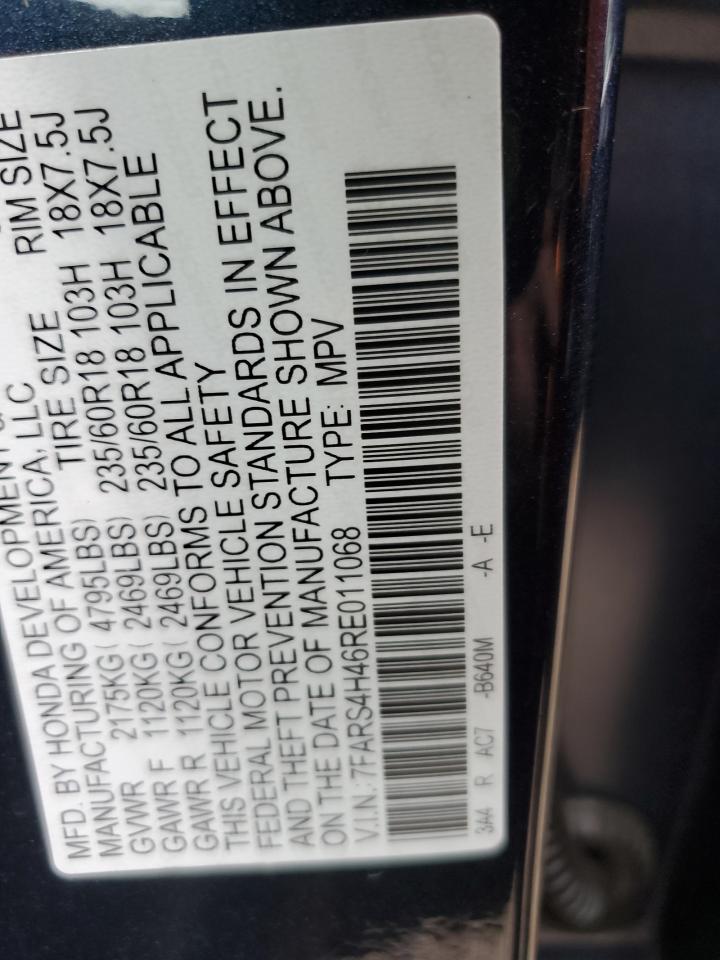 MFD. BY HONDA DEVELOPMENT &
MANUFACTURING OF AMERICA, LLC
TIRE SIZE RIM SIZE
GVWR 2175KG( 4795LBS)
GAWR F 1120KG( 2469LBS) 235/60R18 103H 18X7.5J
GAWR R 1120KG( 2469LBS) 235/60R18 103H 18X7.5J
THIS VEHICLE CONFORMS TO ALL APPLICABLE
FEDERAL MOTOR VEHICLE SAFETY
AND THEFT PREVENTION STANDARDS IN EFFECT
ON THE DATE OF MANUFACTURE SHOWN ABOVE.
V.I.N.:7FARS4H46RE011068 TYPE: MPV
3A4 R AC7 -B640M -A -E